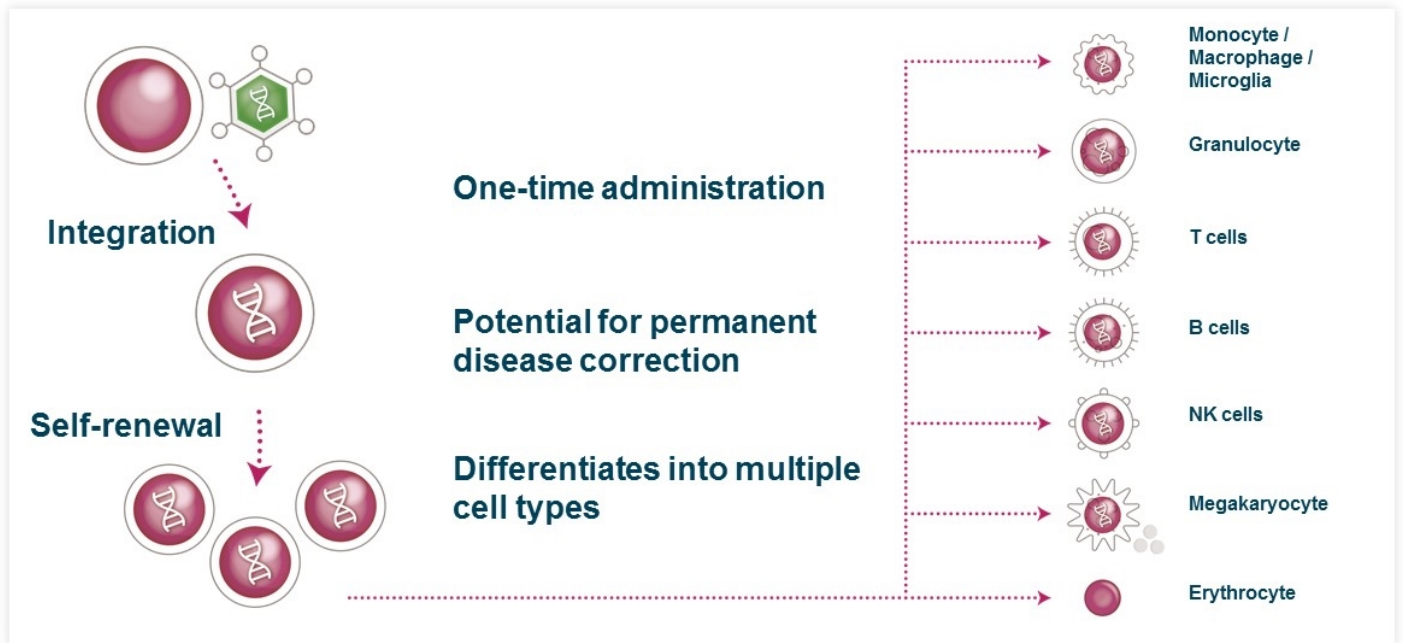 Integration
Self-renewal
One-time administration
Potential for permanent
disease correction
Differentiates into multiple
cell types
Monocyte /
Macrophage /
Microglia
Granulocyte
T cells
B cells
NK cells
Megakaryocyte
Erythrocyte